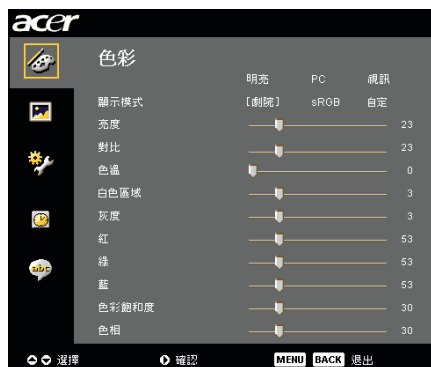 acer
色彩
明亮 PC 視訊
顯示模式 [劇院] sRGB 自定
亮度 23
對比 23
色溫 0
白色區域 3
灰度 3
紅 53
綠 53
藍 53
色彩飽和度 30
色相 30
abc
選擇 確認 MENU BACK 退出